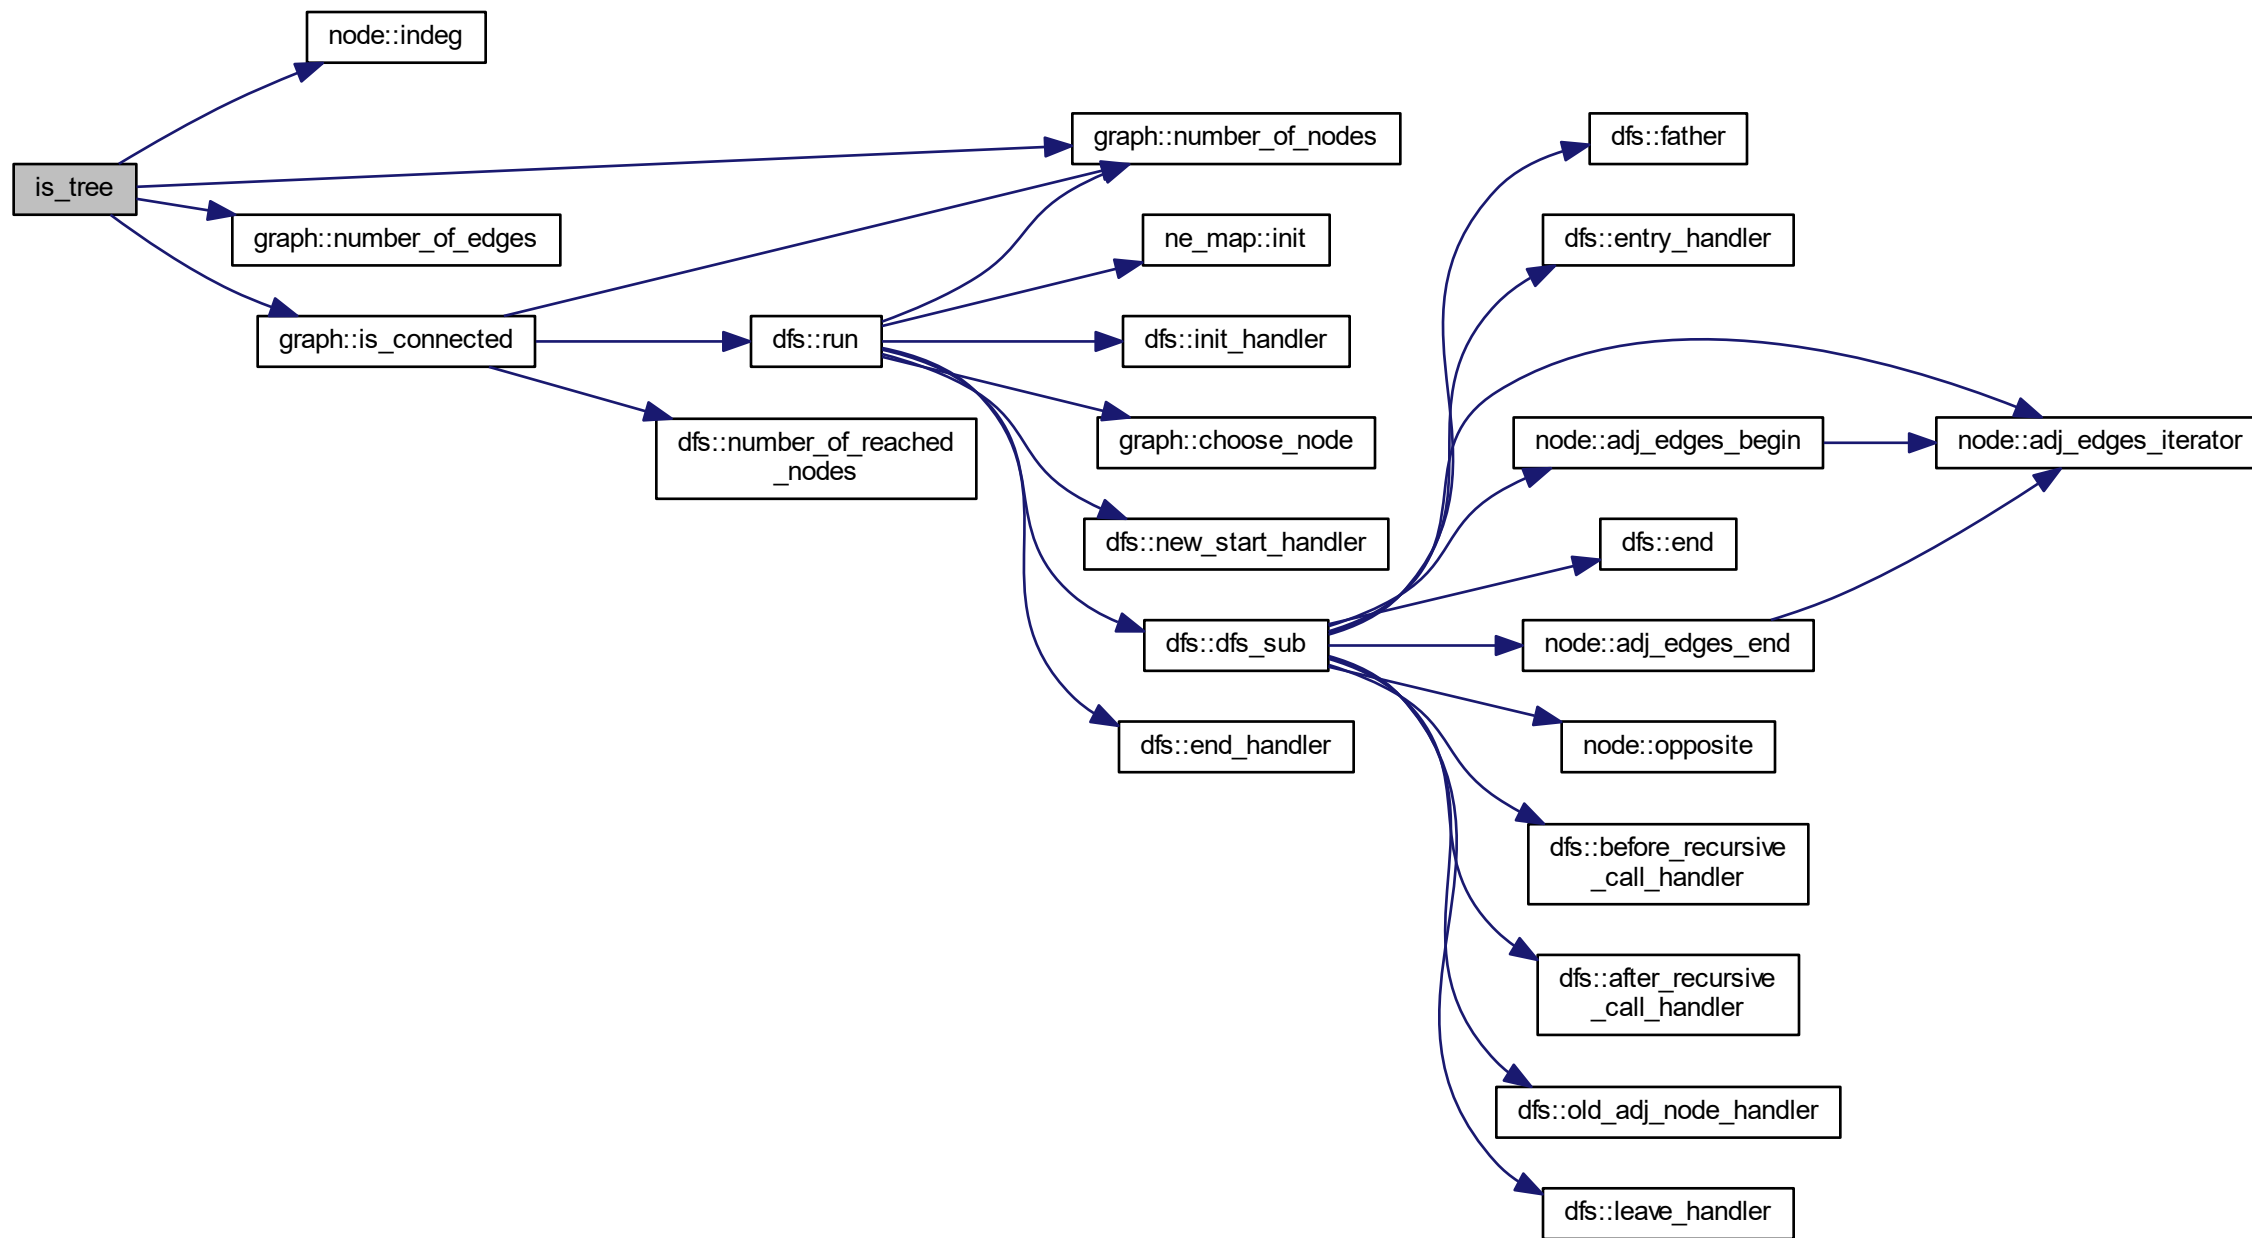 node::indeg
is_tree
graph::number_of_edges
graph::is_connected
dfs::number_of_reached
_nodes
dfs::run
graph::number_of_nodes
ne_map::init
dfs::init_handler
graph::choose_node
dfs::new_start_handler
dfs::dfs_sub
dfs::end_handler
dfs::father
dfs::entry_handler
node::adj_edges_begin
dfs::end
node::adj_edges_end
node::opposite
dfs::before_recursive
_call_handler
dfs::after_recursive
_call_handler
dfs::old_adj_node_handler
dfs::leave_handler
node::adj_edges_iterator